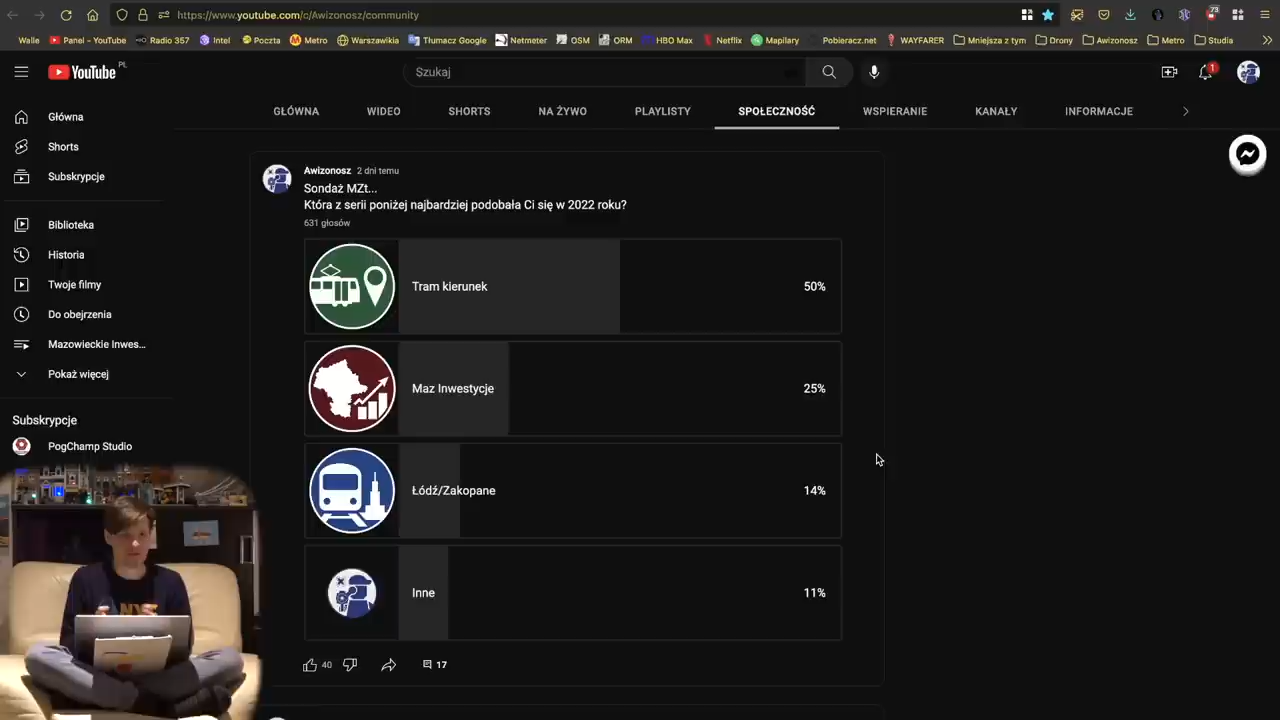 https://www.youtube.com/c/Awizonosz/community
73
Walle
Panel – YouTube
Radio 357
Intel
Poczta
Metro
Warszawikia
Tłumacz Google
Netmeter
OSM
ORM
HBO Max
Netflix
Mapilary
Pobieracz.net
WAYFARER
Mniejsza z tym
Drony
Awizonosz
Metro
Studia
YouTube PL
Szukaj
1
GŁÓWNA
WIDEO
SHORTS
NA ŻYWO
PLAYLISTY
SPOŁECZNOŚĆ
WSPIERANIE
KANAŁY
INFORMACJE
Główna
Shorts
Subskrypcje
Biblioteka
Historia
Twoje filmy
Do obejrzenia
Mazowieckie Inwes...
Pokaż więcej
Subskrypcje
PogChamp Studio
Awizonosz 2 dni temu
Sondaż MZt...
Która z serii poniżej najbardziej podobała Ci się w 2022 roku?
631 głosów
Tram kierunek 50%
Maz Inwestycje 25%
Łódź/Zakopane 14%
Inne 11%
40
17